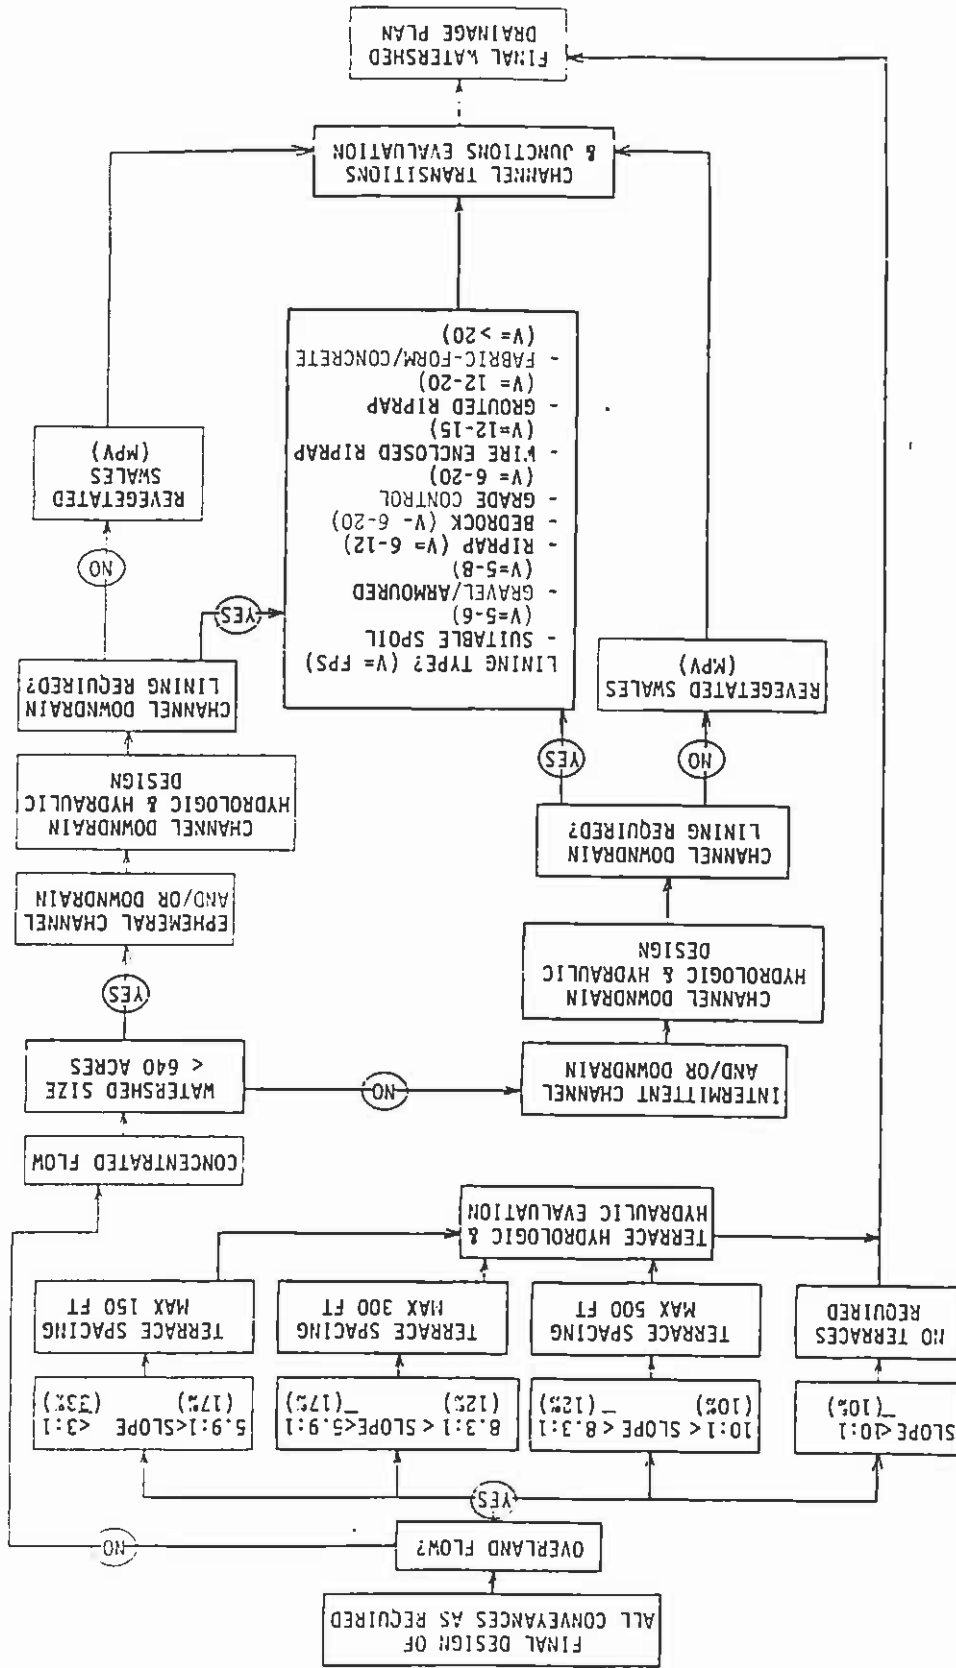 FINAL DESIGN OF
ALL CONVEYANCES AS REQUIRED
OVERLAND FLOW?
YES
NO
SLOPE<10:1
(10%)
10:1 < SLOPE < 8.3:1
(10%) (12%)
8.3:1 < SLOPE<5.9:1
(12%) (17%)
5.9:1<SLOPE <3:1
(17%) (33%)
NO TERRACES
REQUIRED
TERRACE SPACING
MAX 500 FT
TERRACE SPACING
MAX 300 FT
TERRACE SPACING
MAX 150 FT
TERRACE HYDROLOGIC &
HYDRAULIC EVALUATION
CONCENTRATED FLOW
WATERSHED SIZE
< 640 ACRES
NO
YES
INTERMITTENT CHANNEL
AND/OR DOWNDRAIN
EPHEMERAL CHANNEL
AND/OR DOWNDRAIN
CHANNEL DOWNDRAIN
HYDROLOGIC & HYDRAULIC
DESIGN
CHANNEL DOWNDRAIN
HYDROLOGIC & HYDRAULIC
DESIGN
CHANNEL DOWNDRAIN
LINING REQUIRED?
CHANNEL DOWNDRAIN
LINING REQUIRED?
NO
YES
YES
NO
REVEGETATED SWALES
(MPV)
LINING TYPE? (V= FPS)
- SUITABLE SPOIL
(V=5-6)
- GRAVEL/ARMOURED
(V=5-8)
- RIPRAP (V= 6-12)
BEDROCK (V- 6-20)
- GRADE CONTROL
(V= 6-20)
- WIRE ENCLOSED RIPRAP
(V=12-15)
- GROUTED RIPRAP
(V= 12-20)
- FABRIC-FORM/CONCRETE
(V= >20)
REVEGETATED
SWALES
(MPV)
CHANNEL TRANSITIONS
& JUNCTIONS EVALUATION
FINAL WATERSHED
DRAINAGE PLAN